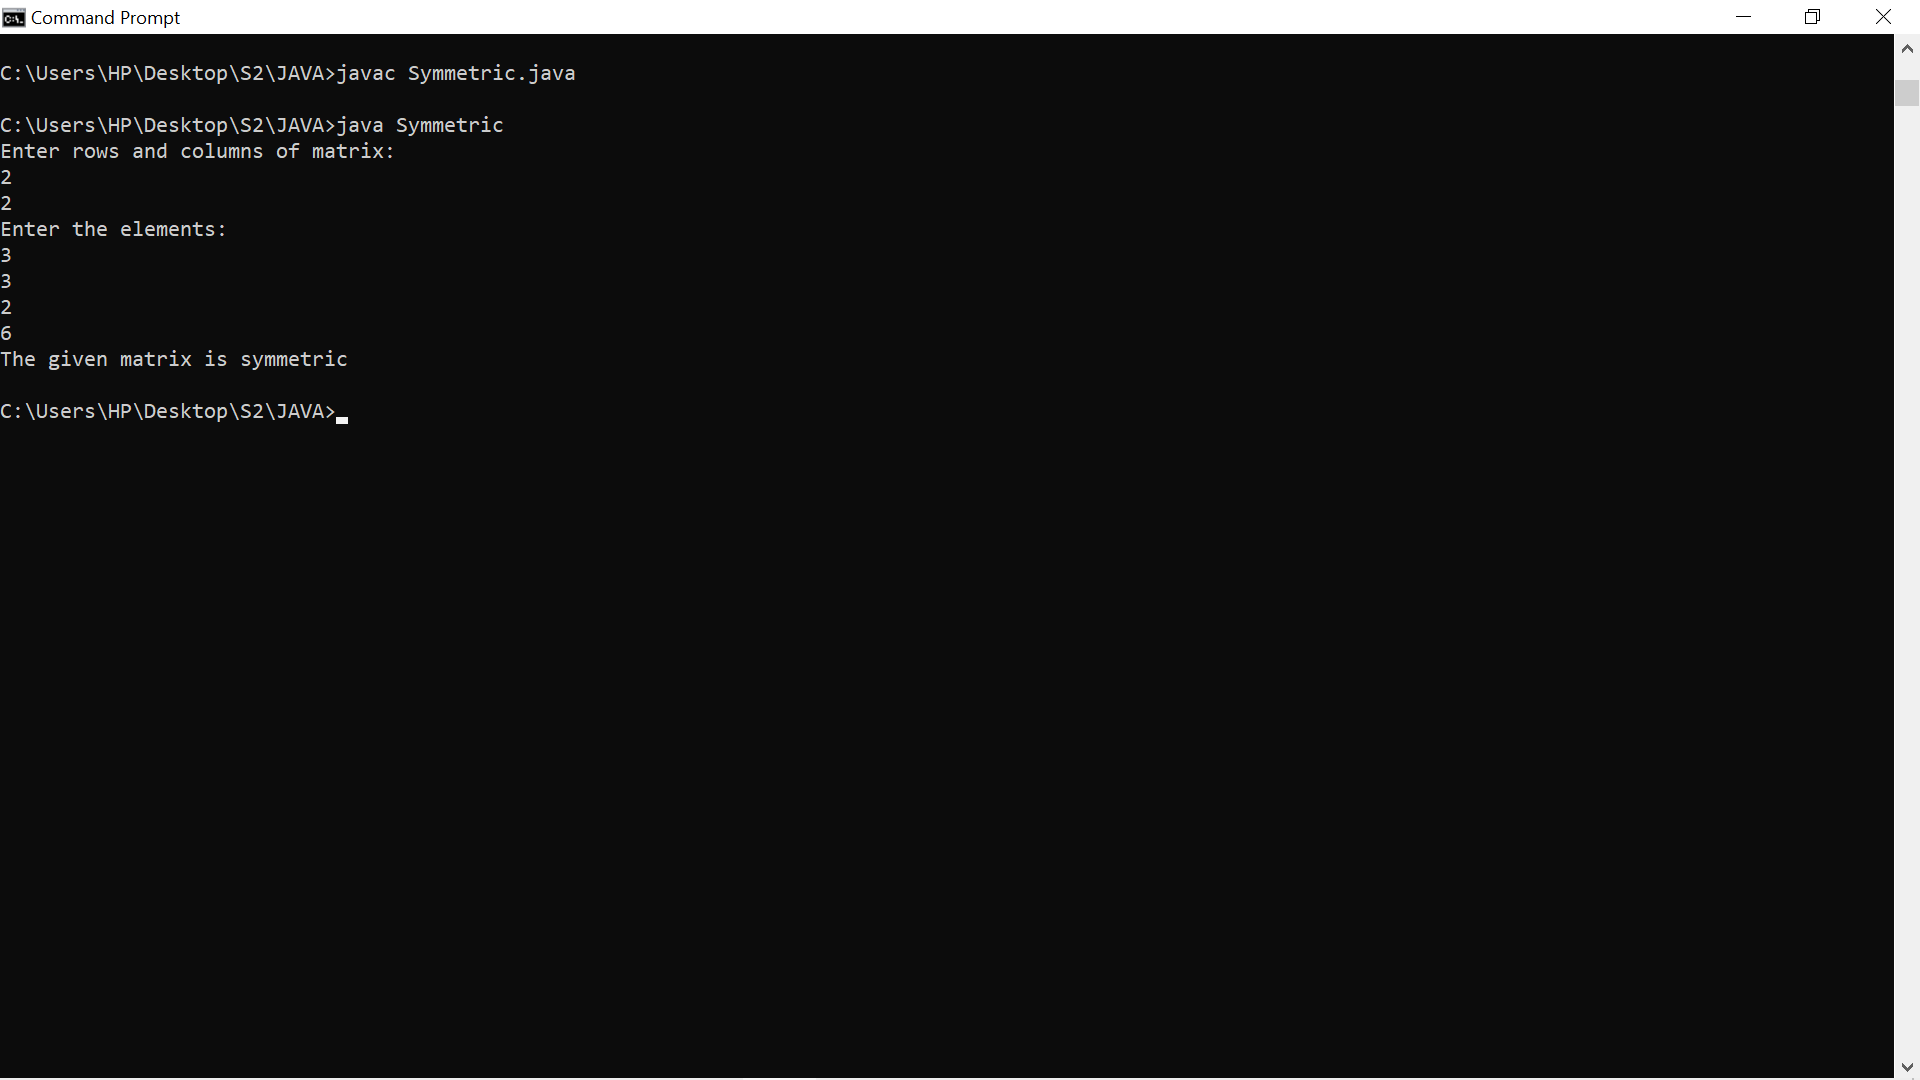 Command Prompt
C:\Users\HP\Desktop\S2\JAVA>javac Symmetric.java
C:\Users\HP\Desktop\S2\JAVA>java Symmetric
Enter rows and columns of matrix:
2
2
Enter the elements:
3
3
2
6
The given matrix is symmetric
C:\Users\HP\Desktop\S2\JAVA>